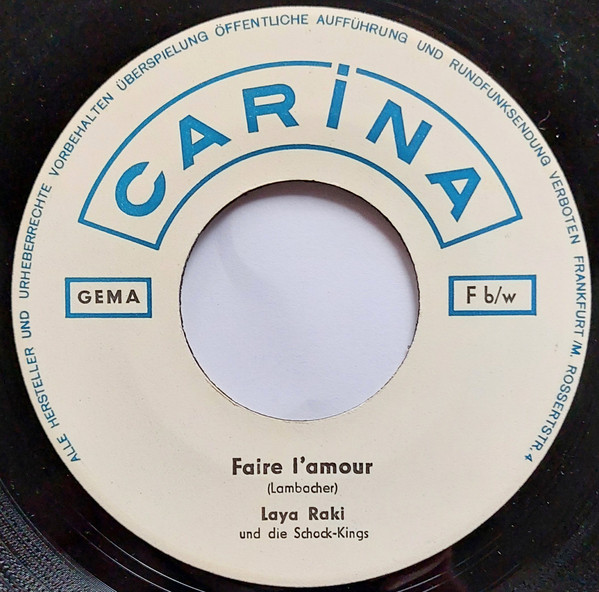 ALLE HERSTELLER UND URHEBERRECHTE VORBEHALTEN ÜBERSPIELUNG ÖFFENTLICHE AUFFÜHRUNG UND RUNDFUNKSENDUNG VERBOTEN FRANKFURT/M. ROSSERTSTR. 4
CARiNA
GEMA
F b/w
Faire l'amour
(Lambacher)
Laya Raki
und die Schock-Kings